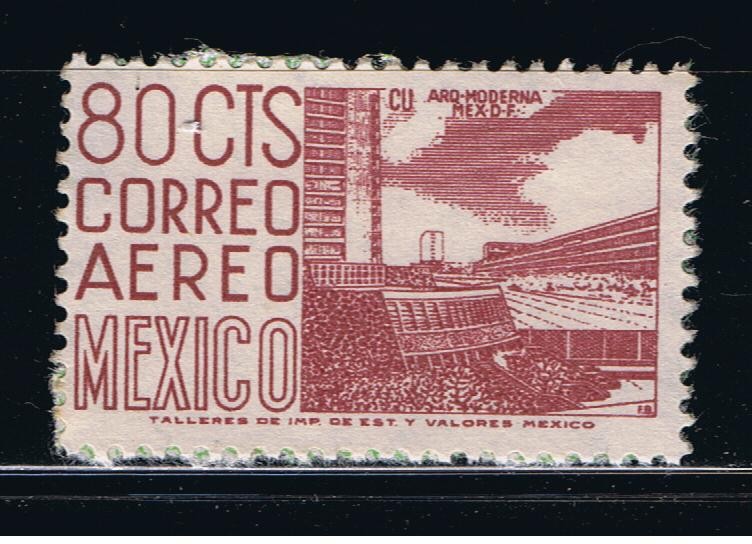 80 CTS
CORREO
AEREO
MEXICO
CU ARQ-MODERNA
MEX-D-F-
TALLERES DE IMP. DE EST. Y VALORES-MEXICO
F.B